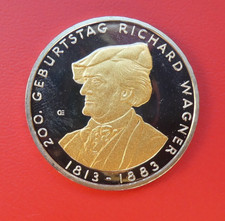 200. GEBURTSTAG RICHARD WAGNER
1813-1883